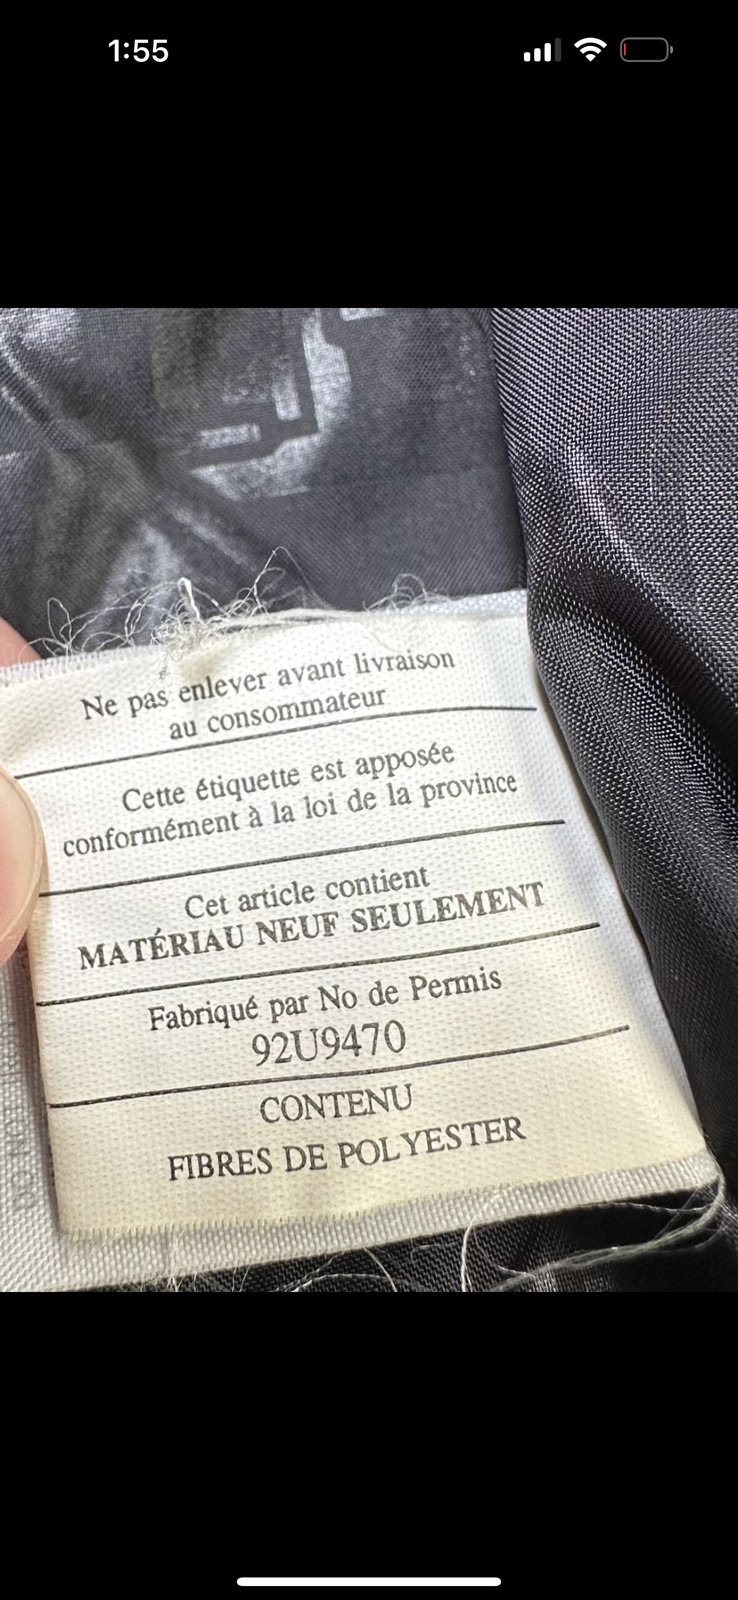 1:55
Ne pas enlever avant livraison
au consommateur
Cette étiquette est apposée
conformément à la loi de la province
Cet article contient
MATÉRIAU NEUF SEULEMENT
Fabriqué par No de Permis
92U9470
CONTENU
FIBRES DE POLYESTER